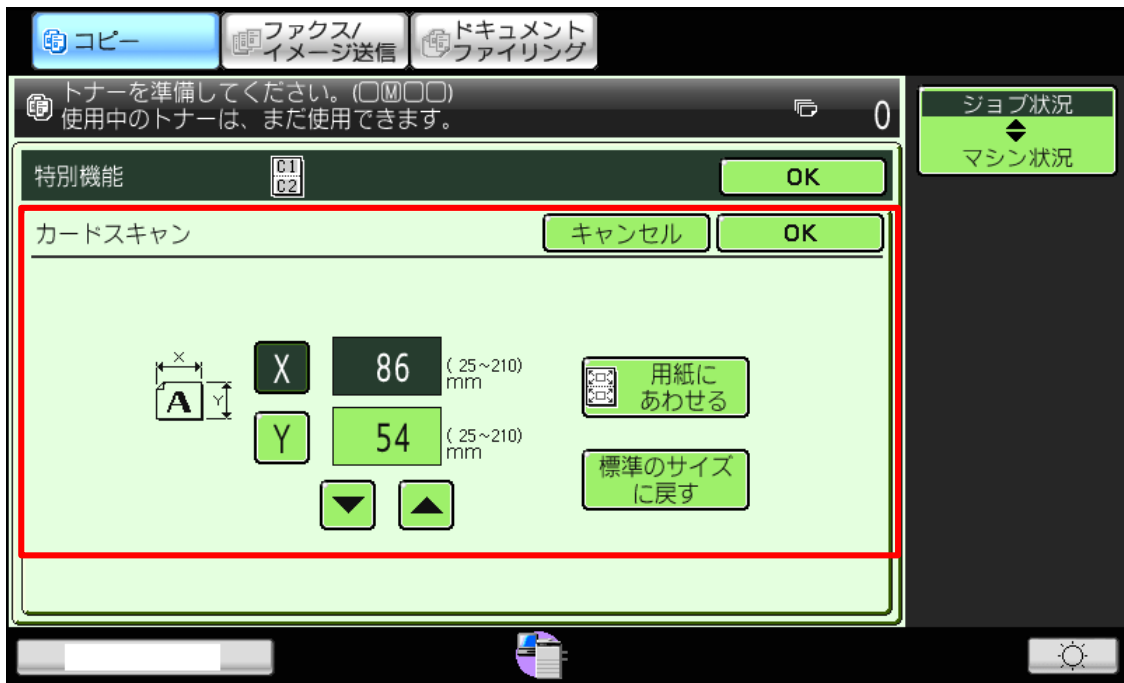 コピー
ファクス/
イメージ送信
ドキュメント
ファイリング
トナーを準備してください。(▢🄼▢▢)
使用中のトナーは、まだ使用できます。
0
ジョブ状況
マシン状況
特別機能
C1
C2
OK
カードスキャン
キャンセル
OK
X
A
Y
X
86
(25~210)
mm
Y
54
(25~210)
mm
用紙に
あわせる
標準のサイズ
に戻す